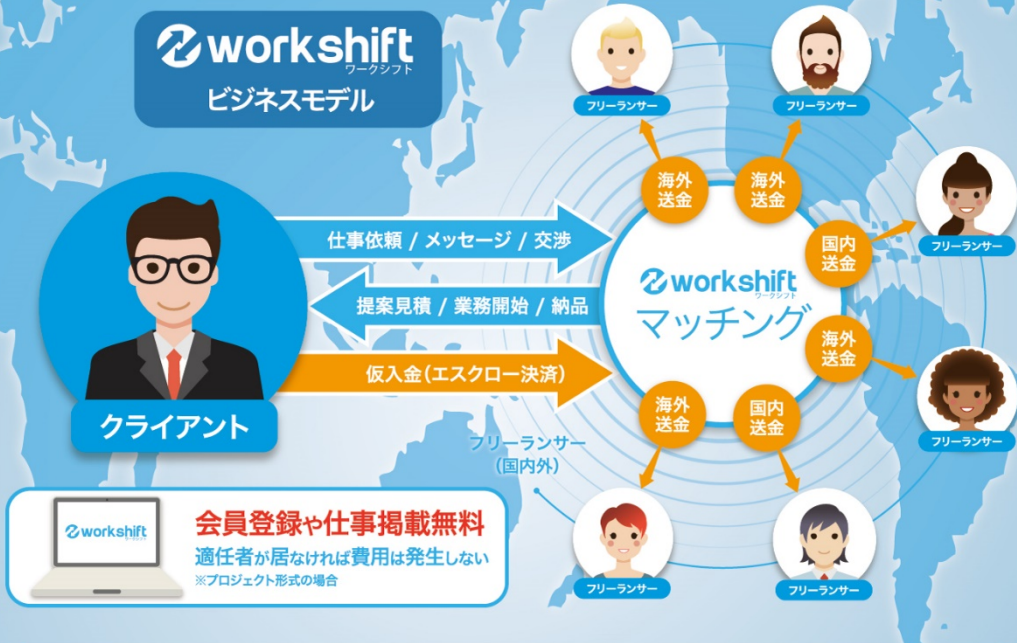 workshift
ワークシフト
ビジネスモデル
フリーランサー
フリーランサー
海外
送金
海外
送金
フリーランサー
国内
送金
仕事依頼 / メッセージ / 交渉
workshift
ワークシフト
マッチング
提案見積 / 業務開始 / 納品
海外
送金
仮入金(エスクロー決済)
クライアント
海外
送金
国内
送金
フリーランサー
フリーランサー
(国内外)
workshift
会員登録や仕事掲載無料
適任者が居なければ費用は発生しない
※プロジェクト形式の場合
フリーランサー
フリーランサー